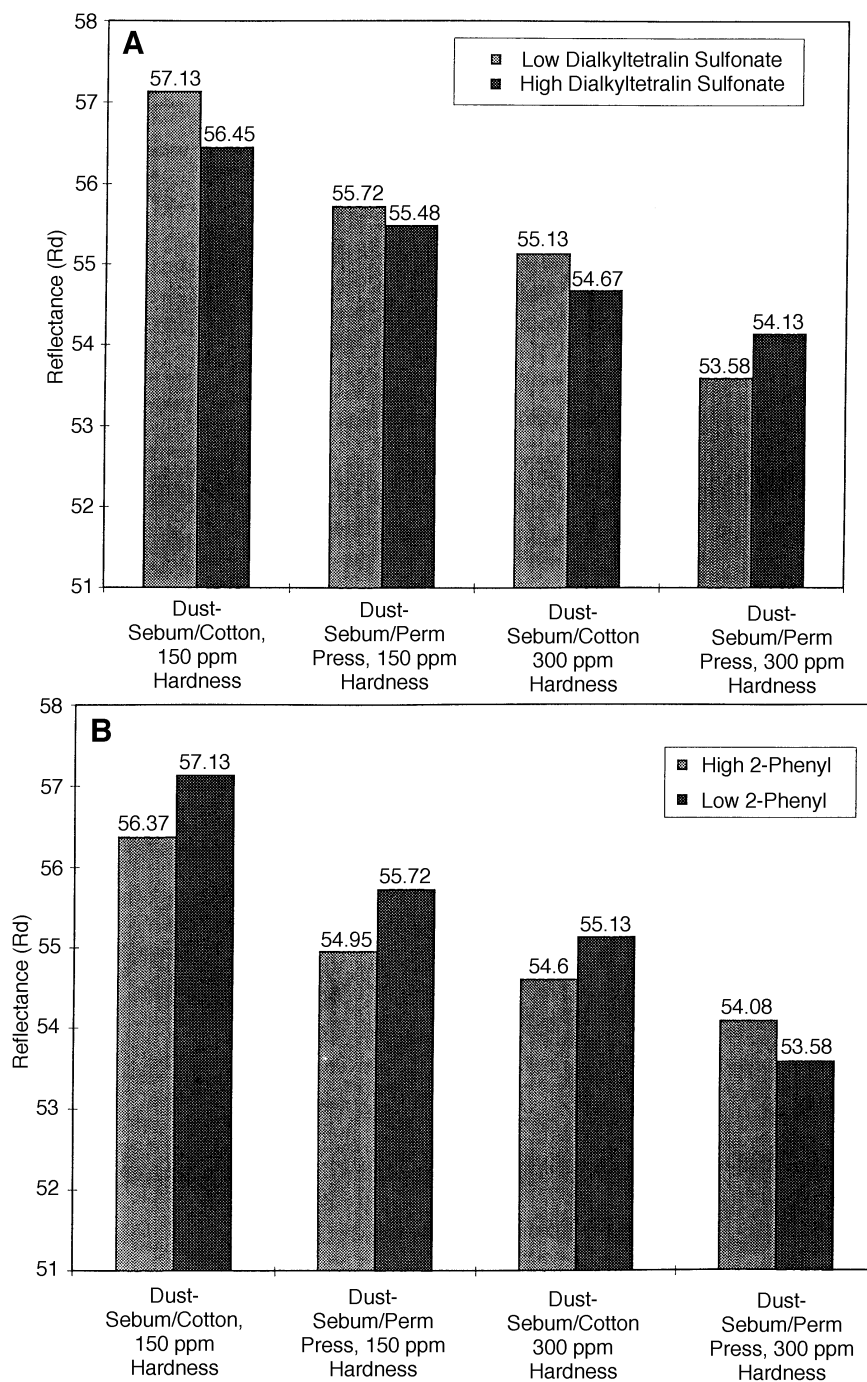 A
Low Dialkyltetralin Sulfonate
High Dialkyltetralin Sulfonate
Reflectance (Rd)
58
57
56
55
54
53
52
51
57.13
56.45
55.72
55.48
55.13
54.67
53.58
54.13
Dust-
Sebum/Cotton,
150 ppm
Hardness
Dust-
Sebum/Perm
Press, 150 ppm
Hardness
Dust-
Sebum/Cotton
300 ppm
Hardness
Dust-
Sebum/Perm
Press, 300 ppm
Hardness
B
High 2-Phenyl
Low 2-Phenyl
Reflectance (Rd)
58
57
56
55
54
53
52
51
56.37
57.13
54.95
55.72
54.6
55.13
54.08
53.58
Dust-
Sebum/Cotton,
150 ppm
Hardness
Dust-
Sebum/Perm
Press, 150 ppm
Hardness
Dust-
Sebum/Cotton
300 ppm
Hardness
Dust-
Sebum/Perm
Press, 300 ppm
Hardness